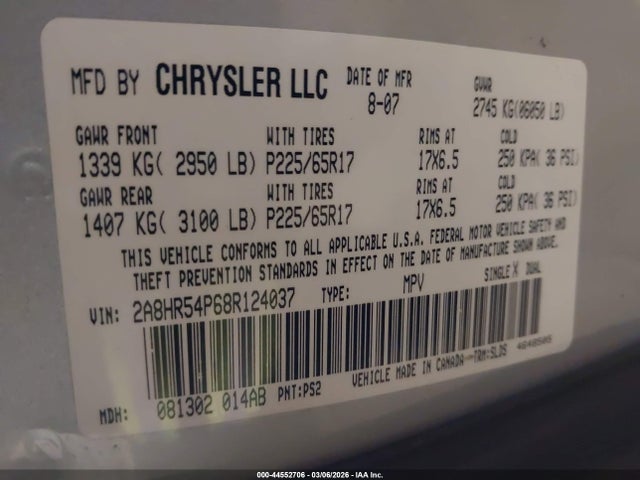 MFD BY CHRYSLER LLC DATE OF MFR 8-07 GVWR 2745 KG(06050 LB)
GAWR FRONT WITH TIRES RIMS AT COLD
1339 KG( 2950 LB) P225/65R17 17X6.5 250 KPA( 36 PSI)
GAWR REAR WITH TIRES RIMS AT COLD
1407 KG( 3100 LB) P225/65R17 17X6.5 250 KPA( 36 PSI)
THIS VEHICLE CONFORMS TO ALL APPLICABLE U.S.A. FEDERAL MOTOR VEHICLE SAFETY AND
THEFT PREVENTION STANDARDS IN EFFECT ON THE DATE OF MANUFACTURE SHOWN ABOVE.
VIN: 2A8HR54P68R124037 TYPE: MPV SINGLE X DUAL
MDH: 081302 014AB PNT:PS2 VEHICLE MADE IN CANADA TRM:SLDS 4640505
000-44552706 - 03/06/2026 - IAA Inc.